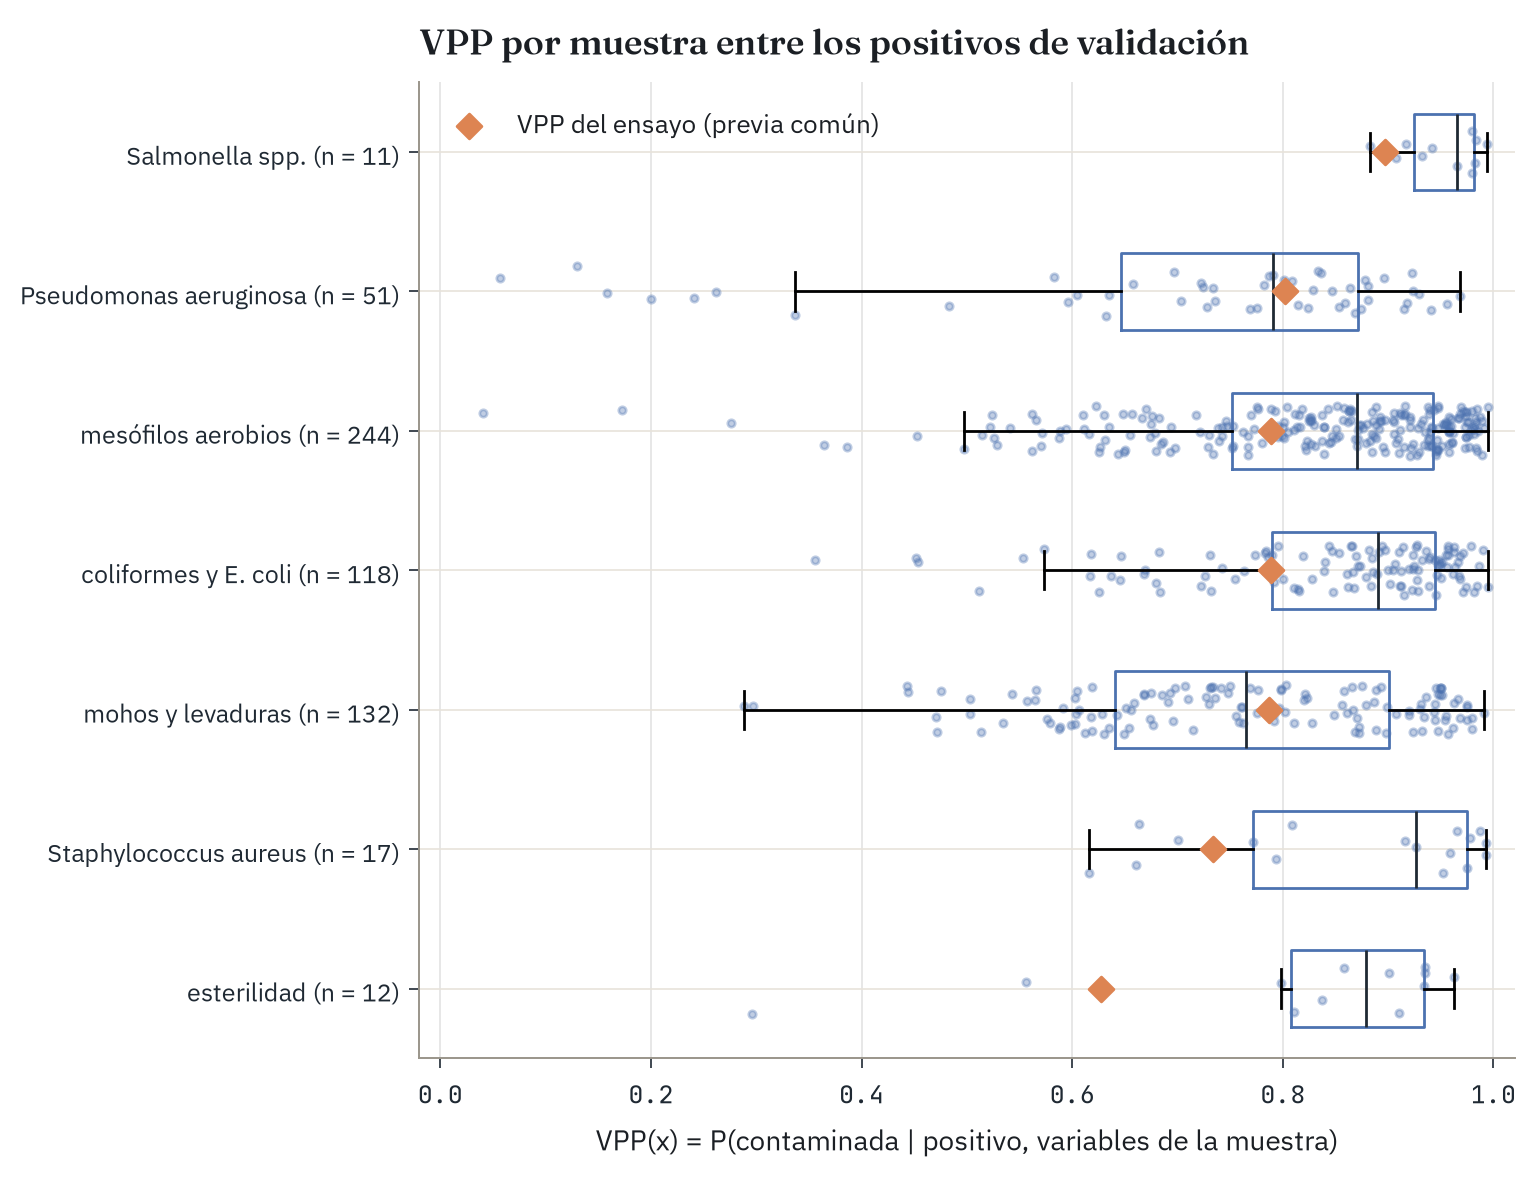 VPP por muestra entre los positivos de validación
VPP del ensayo (previa común)
Salmonella spp. (n = 11)
Pseudomonas aeruginosa (n = 51)
mesófilos aerobios (n = 244)
coliformes y E. coli (n = 118)
mohos y levaduras (n = 132)
Staphylococcus aureus (n = 17)
esterilidad (n = 12)
0.0 0.2 0.4 0.6 0.8 1.0
VPP(x) = P(contaminada | positivo, variables de la muestra)